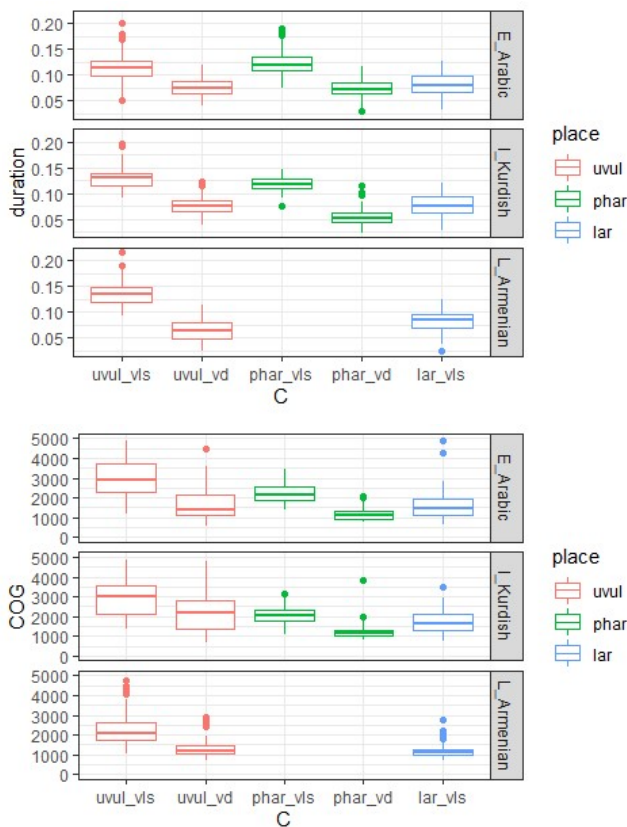 0.20
0.15
0.10
0.05
E_Arabic
0.20
0.15
0.10
0.05
I_Kurdish
0.20
0.15
0.10
0.05
L_Armenian
duration
uvul_vls uvul_vd phar_vls phar_vd lar_vls
C
place
uvul
phar
lar
5000
4000
3000
2000
1000
0
E_Arabic
5000
4000
3000
2000
1000
0
I_Kurdish
5000
4000
3000
2000
1000
0
L_Armenian
COG
uvul_vls uvul_vd phar_vls phar_vd lar_vls
C
place
uvul
phar
lar